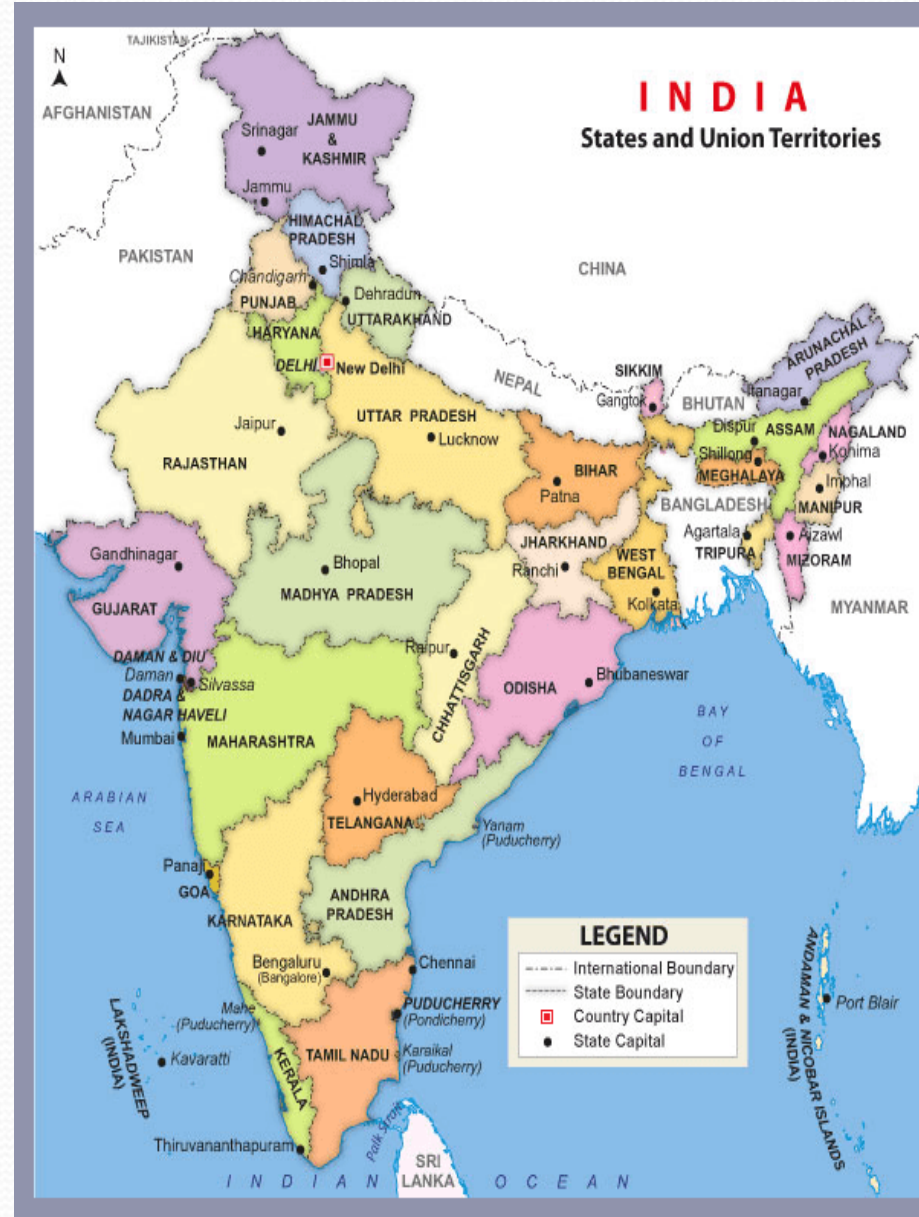 TAJIKISTAN
N
AFGHANISTAN
INDIA
States and Union Territories
JAMMU
&
KASHMIR
Srinagar
Jammu
HIMACHAL
PRADESH
PAKISTAN
Shimla
CHINA
Chandigarh
PUNJAB
Dehradun
UTTARAKHAND
HARYANA
DELHI
New Delhi
NEPAL
SIKKIM
Gangtok
BHUTAN
ARUNACHAL
PRADESH
Itanagar
UTTAR PRADESH
Jaipur
Lucknow
RAJASTHAN
Dispur
ASSAM
NAGALAND
Shillong
Kohima
MEGHALAYA
BIHAR
Patna
Imphal
MANIPUR
BANGLADESH
JHARKHAND
Ranchi
WEST
BENGAL
Kolkata
Agartala
TRIPURA
Aizawl
MIZORAM
MYANMAR
Gandhinagar
GUJARAT
Bhopal
MADHYA PRADESH
Raipur
CHHATTISGARH
DAMAN & DIU
Daman
Silvassa
DADRA &
NAGAR HAVELI
Mumbai
MAHARASHTRA
ODISHA
Bhubaneswar
BAY
OF
BENGAL
ARABIAN
SEA
Hyderabad
TELANGANA
Yanam
(Puducherry)
Panaji
GOA
KARNATAKA
ANDHRA
PRADESH
Bengaluru
(Bangalore)
Chennai
LEGEND
International Boundary
State Boundary
Country Capital
State Capital
Mahe
(Puducherry)
PUDUCHERRY
(Pondicherry)
LAKSHADWEEP
(INDIA)
Kavaratti
KERALA
TAMIL NADU
Karaikal
(Puducherry)
ANDAMAN & NICOBAR ISLANDS
(INDIA)
Port Blair
Thiruvananthapuram
Palk Strait
SRI
LANKA
INDIAN OCEAN